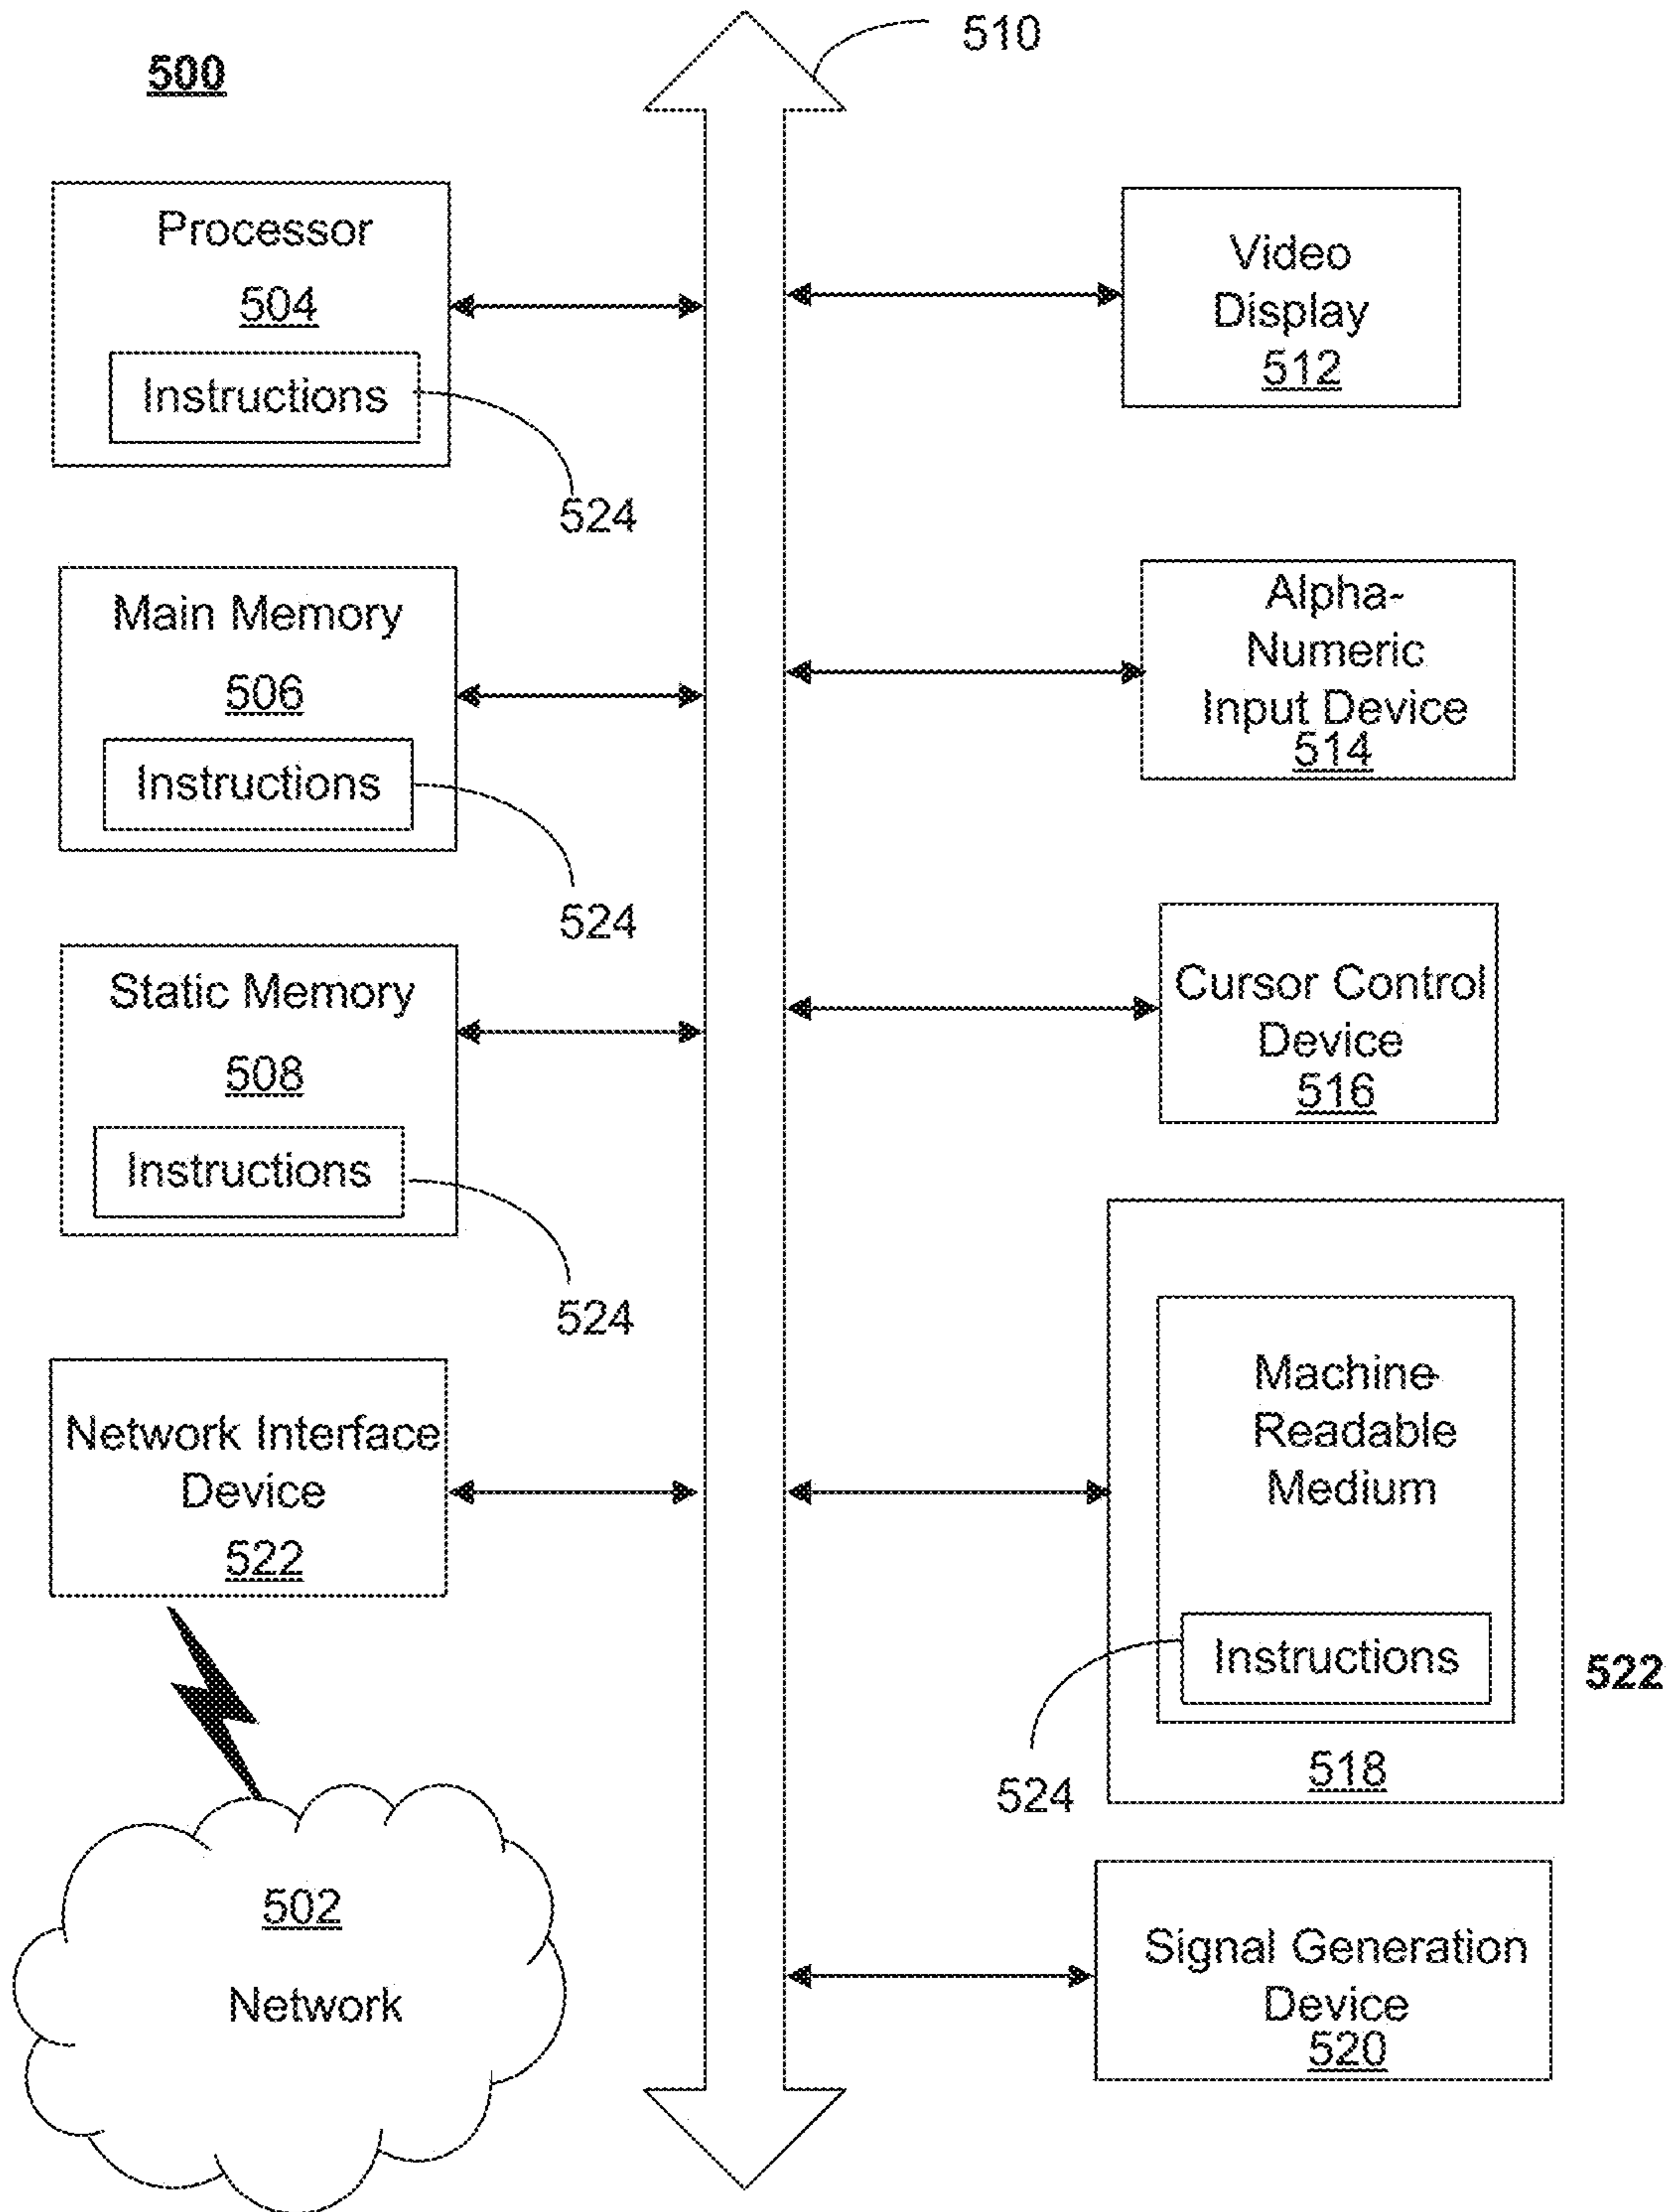 500
510
Processor
504
Instructions
524
Main Memory
506
Instructions
524
Static Memory
508
Instructions
524
Network Interface
Device
522
502
Network
Video
Display
512
Alpha-
Numeric
Input Device
514
Cursor Control
Device
516
Machine-
Readable
Medium
Instructions
524
518
522
Signal Generation
Device
520